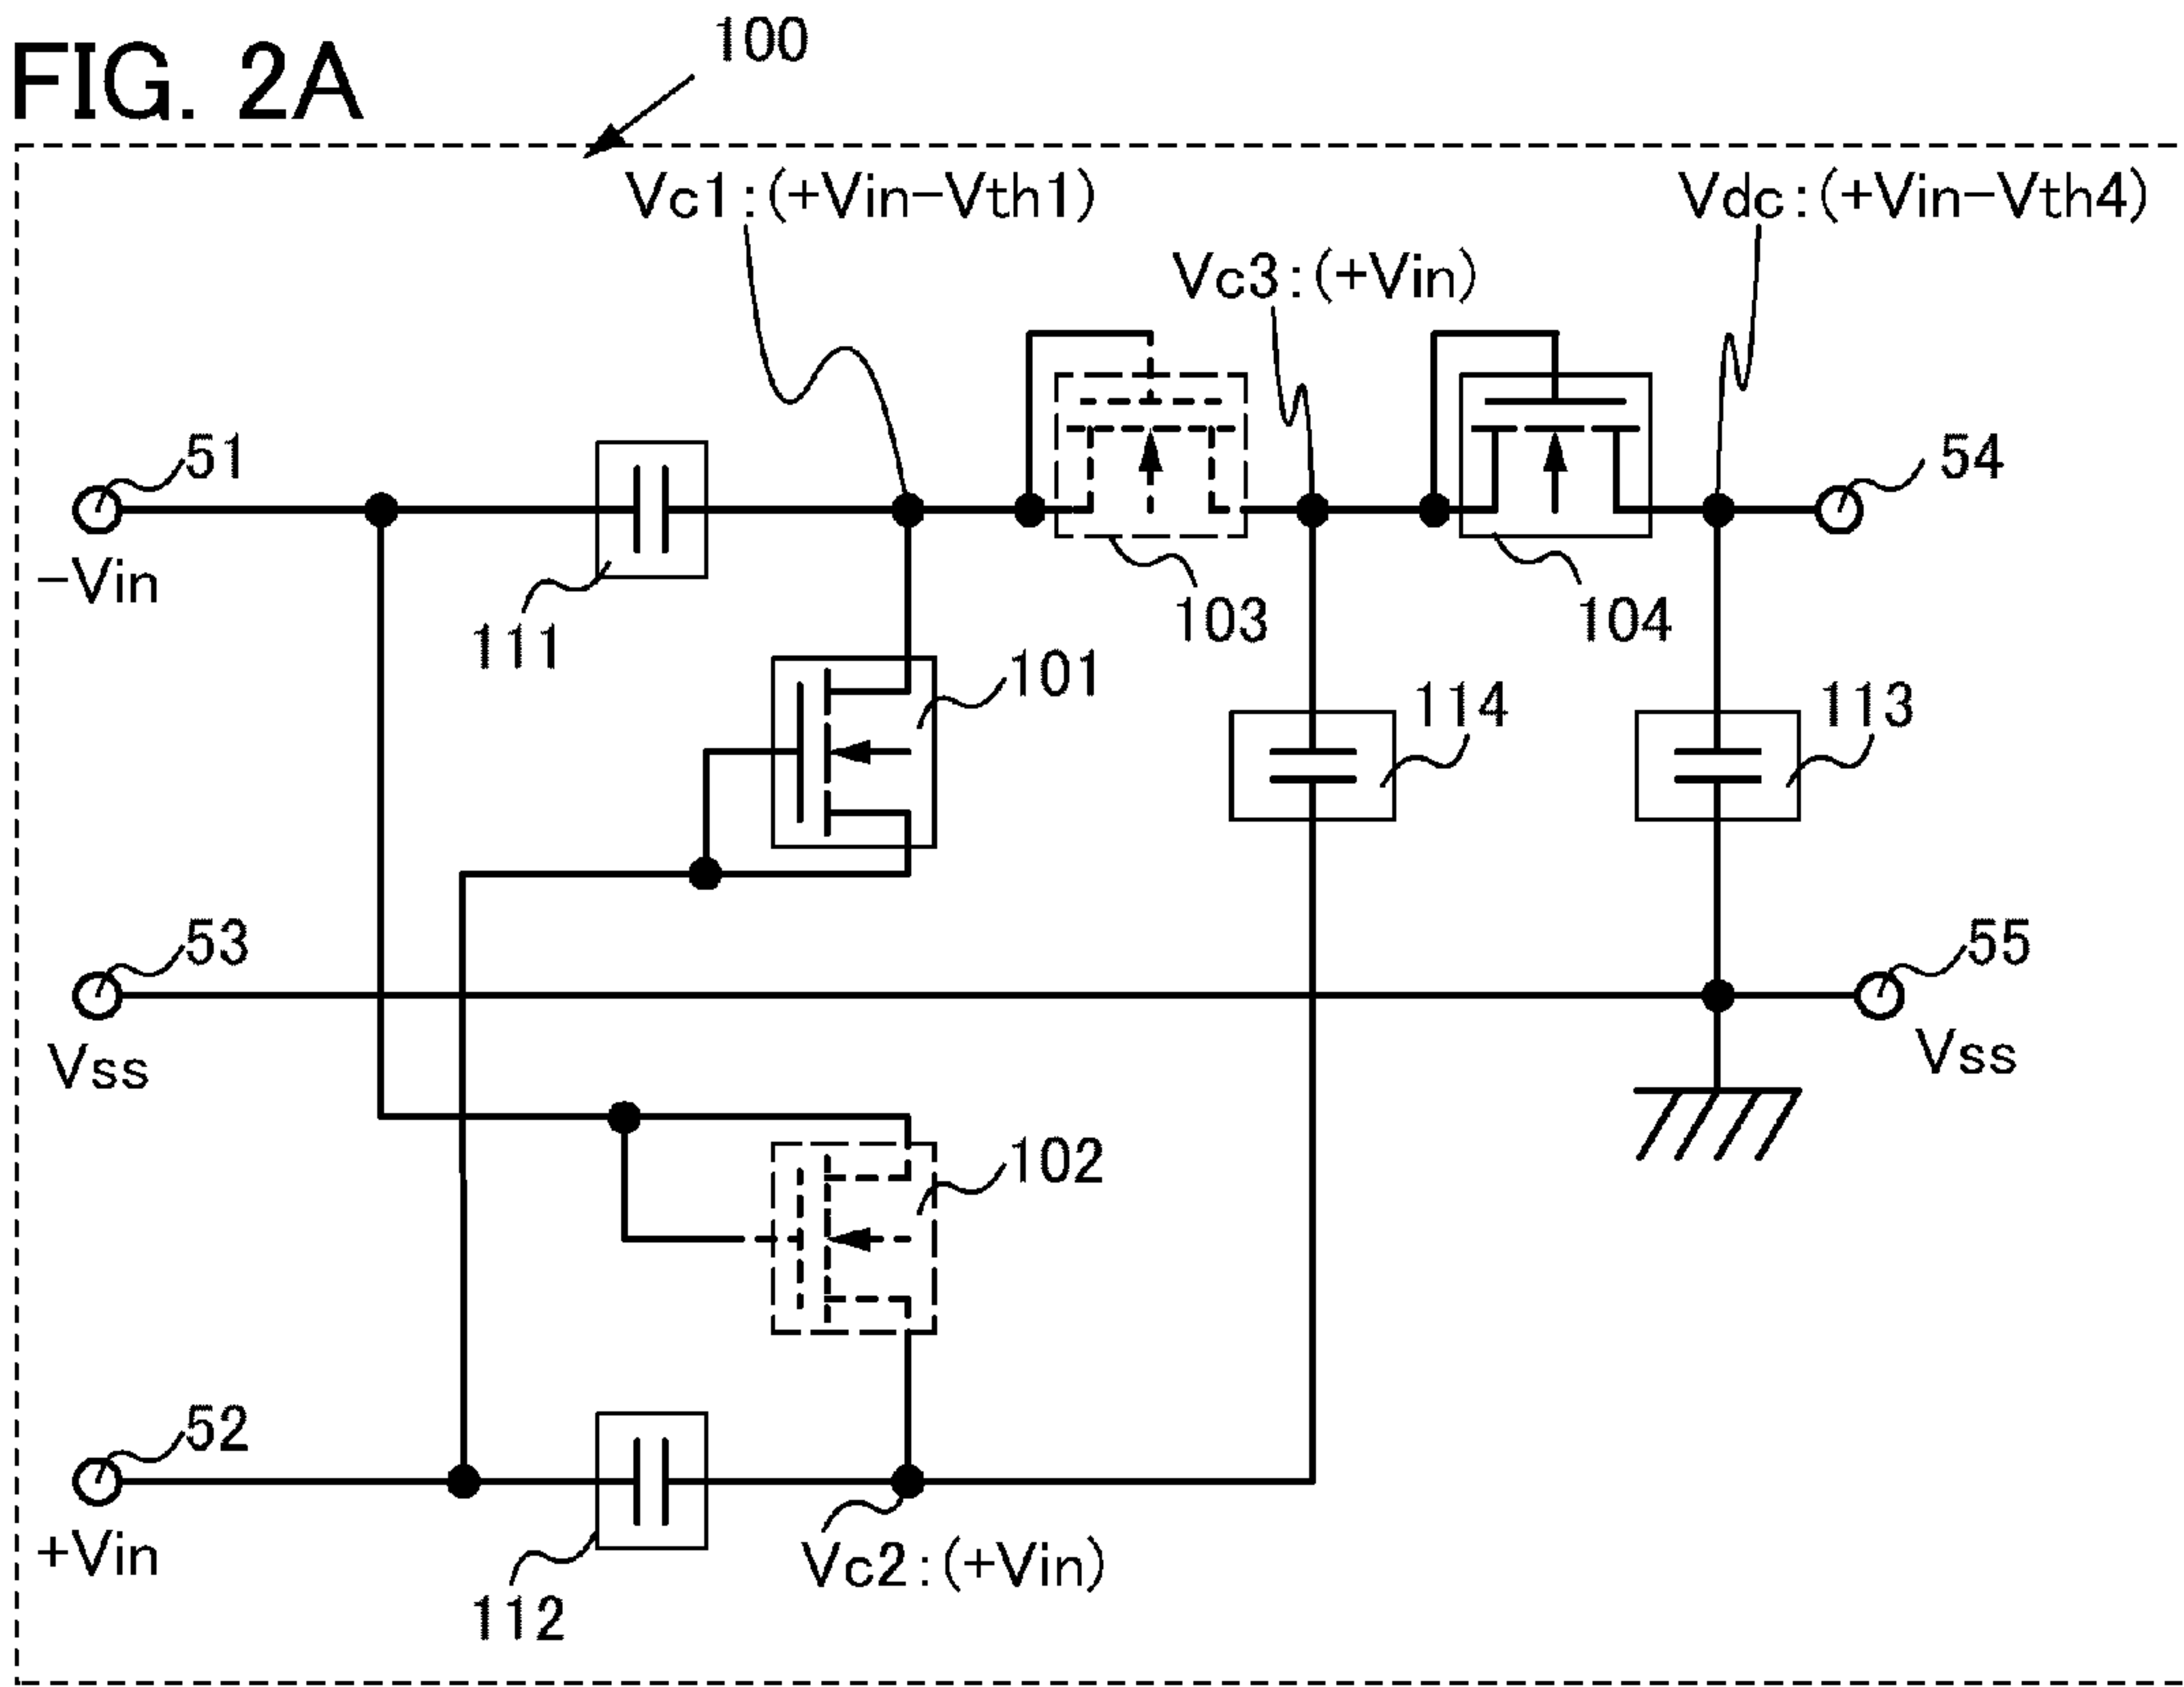 FIG. 2A
100
Vc1:(+Vin-Vth1)
Vdc:(+Vin-Vth4)
Vc3:(+Vin)
51
54
-Vin
111
103
104
101
114
113
53
55
Vss
Vss
102
52
+Vin
Vc2:(+Vin)
112